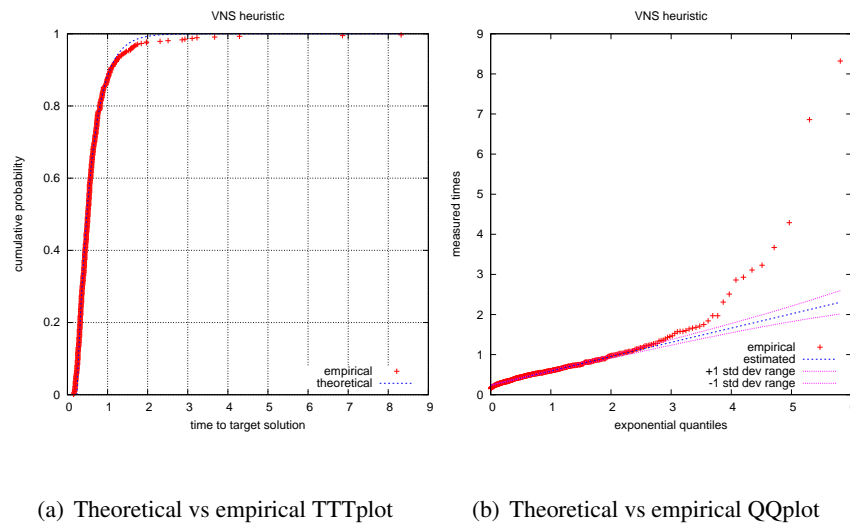 VNS heuristic
1
0.8
0.6
0.4
0.2
0
0 1 2 3 4 5 6 7 8 9
cumulative probability
time to target solution
empirical
theoretical
VNS heuristic
9
8
7
6
5
4
3
2
1
0
0 1 2 3 4 5
measured times
exponential quantiles
empirical
estimated
+1 std dev range
-1 std dev range
(a) Theoretical vs empirical TTTplot
(b) Theoretical vs empirical QQplot